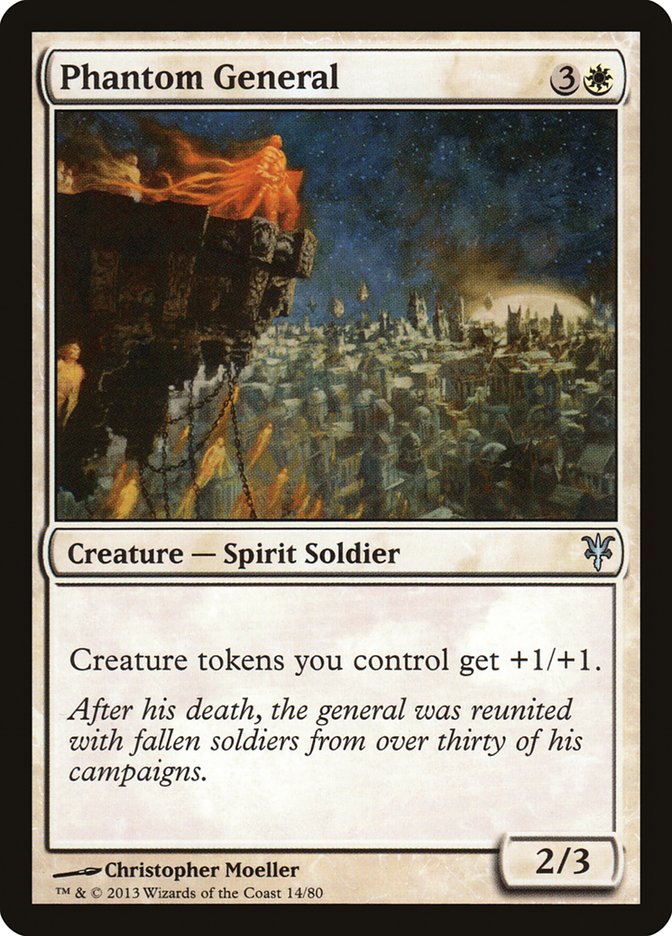 Phantom General 3
Creature — Spirit Soldier
Creature tokens you control get +1/+1.
After his death, the general was reunited
with fallen soldiers from over thirty of his
campaigns.
2/3
Christopher Moeller
™ & © 2013 Wizards of the Coast 14/80